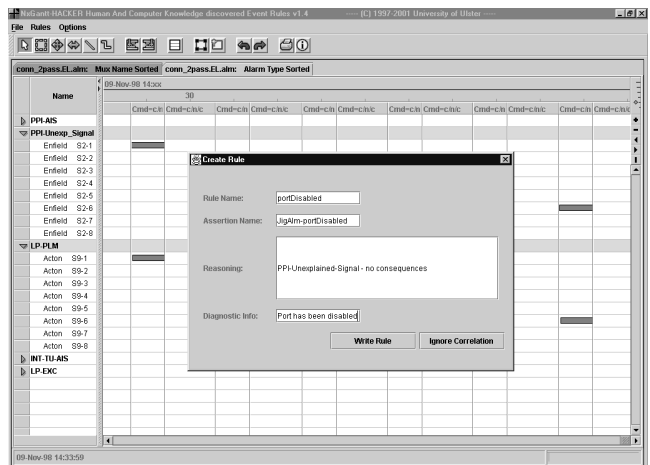 NxGantt-HACKER Human And Computer Knowledge discovered Event Rules v1.4 ---- (C) 1997-2001 University of Ulster ----
File Rules Options
conn_2pass.EL.alm: Mux Name Sorted conn_2pass.EL.alm: Alarm Type Sorted
Name
09-Nov-98 14:xx
30
Cmd=c/n Cmd=c/n/c Cmd=c/n Cmd=c/n/c Cmd=c/n Cmd=c/n/c Cmd=c/n Cmd=c/n/c Cmd=c/n Cmd=c/n/c Cmd=c/n Cmd=c/n/c
PPI-AIS
PPI-Unexp_Signal
Enfield S2-1
Enfield S2-2
Enfield S2-3
Enfield S2-4
Enfield S2-5
Enfield S2-6
Enfield S2-7
Enfield S2-8
LP-PLM
Acton S9-1
Acton S9-2
Acton S9-3
Acton S9-4
Acton S9-5
Acton S9-6
Acton S9-7
Acton S9-8
INT-TU-AIS
LP-EXC
Create Rule
Rule Name: portDisabled
Assertion Name: JigAlm-portDisabled
Reasoning: PPI-Unexplained-Signal - no consequences
Diagnostic Info: Port has been disabled
Write Rule Ignore Correlation
09-Nov-98 14:33:59